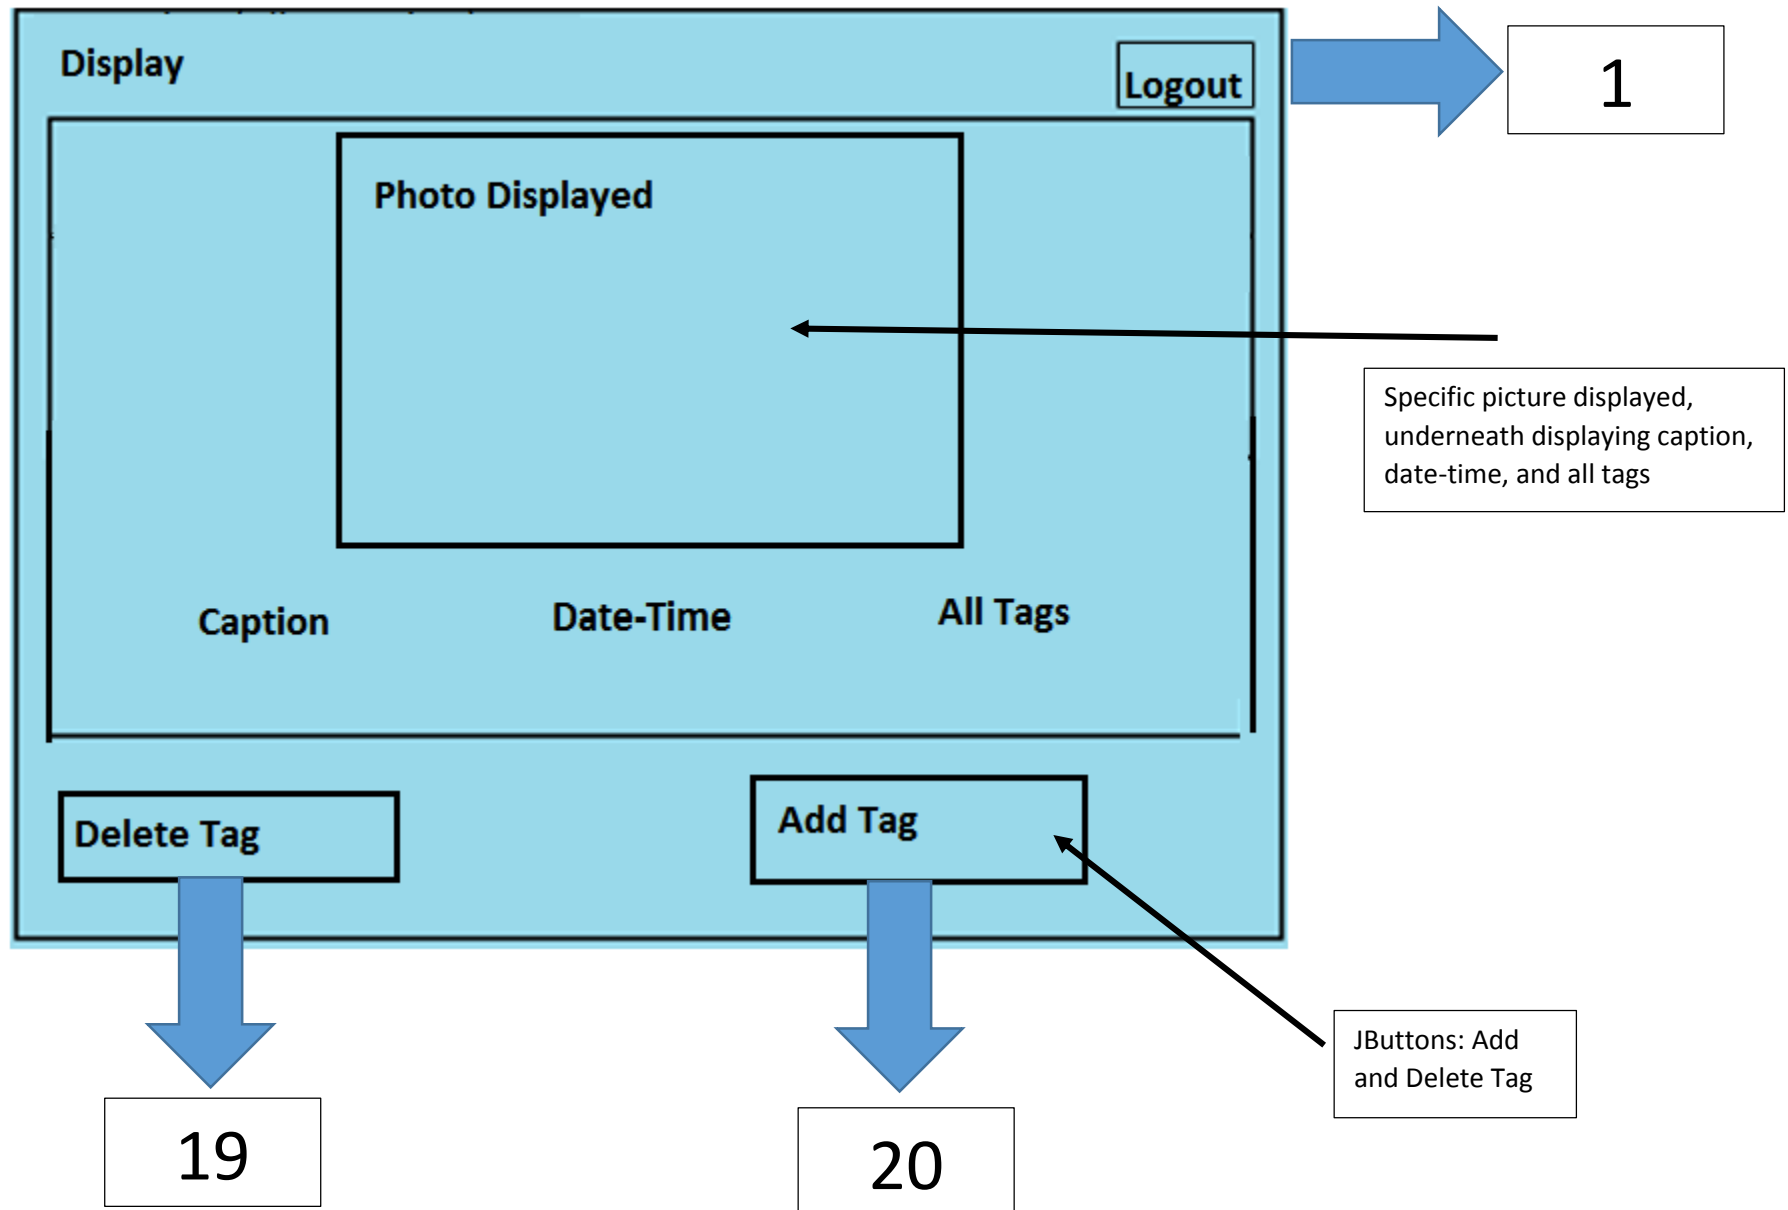 Display
Logout
1
Photo Displayed
Specific picture displayed,
underneath displaying caption,
date-time, and all tags
Caption
Date-Time
All Tags
Delete Tag
Add Tag
JButtons: Add
and Delete Tag
19
20